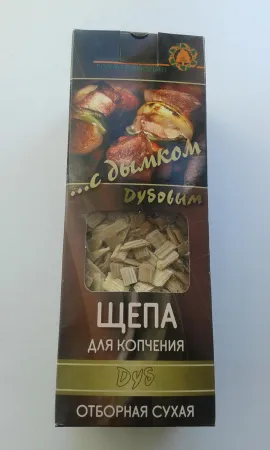 ...с дымком
Дубовым
ЩЕПА
ДЛЯ КОПЧЕНИЯ
Дуб
ОТБОРНАЯ СУХАЯ